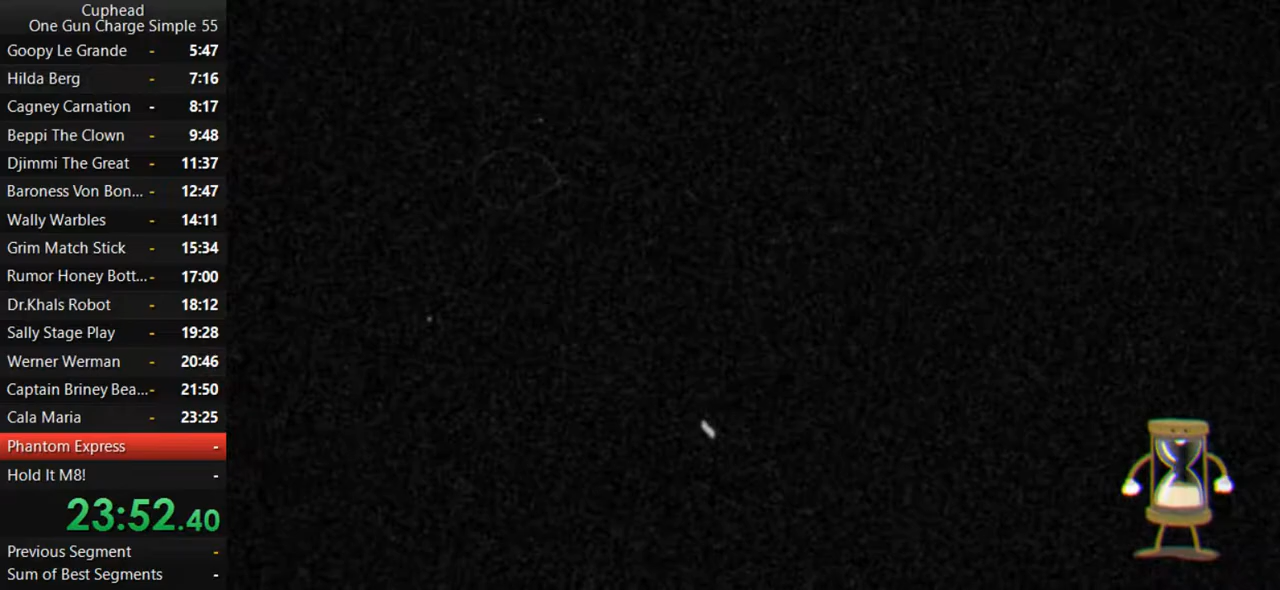 Cuphead
One Gun Charge Simple 55
Goopy Le Grande - 5:47
Hilda Berg - 7:16
Cagney Carnation - 8:17
Beppi The Clown - 9:48
Djimmi The Great - 11:37
Baroness Von Bon... - 12:47
Wally Warbles - 14:11
Grim Match Stick - 15:34
Rumor Honey Bott... - 17:00
Dr.Khals Robot - 18:12
Sally Stage Play - 19:28
Werner Werman - 20:46
Captain Briney Bea... - 21:50
Cala Maria - 23:25
Phantom Express -
Hold It M8! -
23:52.40
Previous Segment -
Sum of Best Segments -